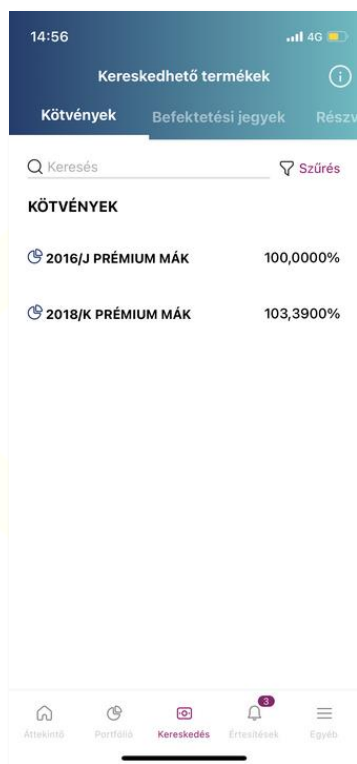 14:56 4G
Kereskedhető termékek
Kötvények Befektetési jegyek Részv
Keresés Szűrés
KÖTVÉNYEK
2016/J PRÉMIUM MÁK 100,0000%
2018/K PRÉMIUM MÁK 103,3900%
3
Áttekintő Portfólió Kereskedés Értesítések Egyéb